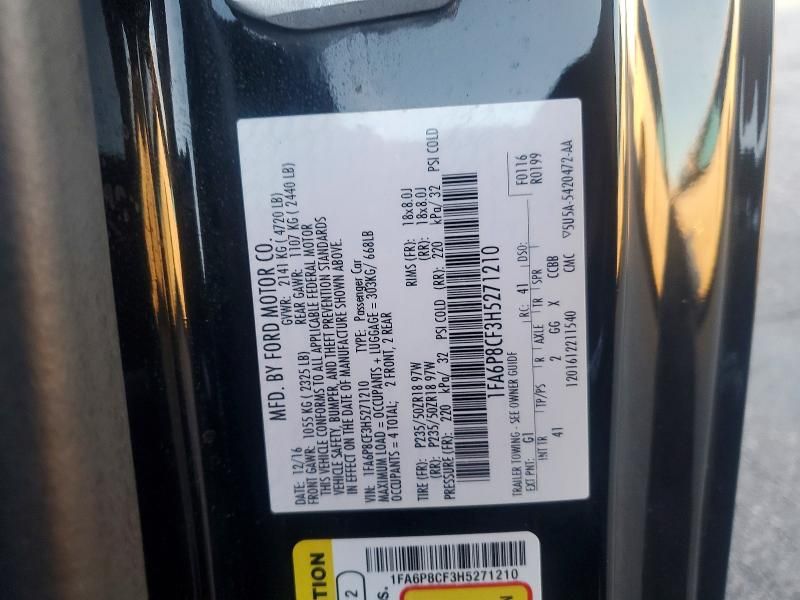 MFD. BY FORD MOTOR CO.
DATE: 12/16 GVWR: 2141 KG ( 4720 LB)
FRONT GAWR: 1055 KG ( 2325 LB) REAR GAWR: 1107 KG ( 2440 LB)
THIS VEHICLE CONFORMS TO ALL APPLICABLE FEDERAL MOTOR
VEHICLE SAFETY, BUMPER, AND THEFT PREVENTION STANDARDS
IN EFFECT ON THE DATE OF MANUFACTURE SHOWN ABOVE.
VIN: 1FA6P8CF3H5271210 TYPE: Passenger Car
MAXIMUM LOAD = OCCUPANTS + LUGGAGE = 303KG/ 668LB
OCCUPANTS = 4 TOTAL; 2 FRONT, 2 REAR
TIRE (FR): P235/50ZR18 97W RIMS (FR): 18x8.0J
(RR): P235/50ZR18 97W (RR): 18x8.0J
PRESSURE (FR): 220 kPa/ 32 PSI COLD (RR): 220 kPa/ 32 PSI COLD
1FA6P8CF3H5271210
TRAILER TOWING - SEE OWNER GUIDE F0116
EXT PNT: G1 RC: 41 DSO: R0199
INT TR TP/PS R AXLE TR SPR
41 2 GG X CCBB
1201612211540 CMC ▽5U5A-5420472-AA
1FA6P8CF3H5271210
2